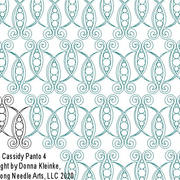 Cassidy Panto 4
ght by Donna Kleinke,
ong Needle Arts, LLC 2020